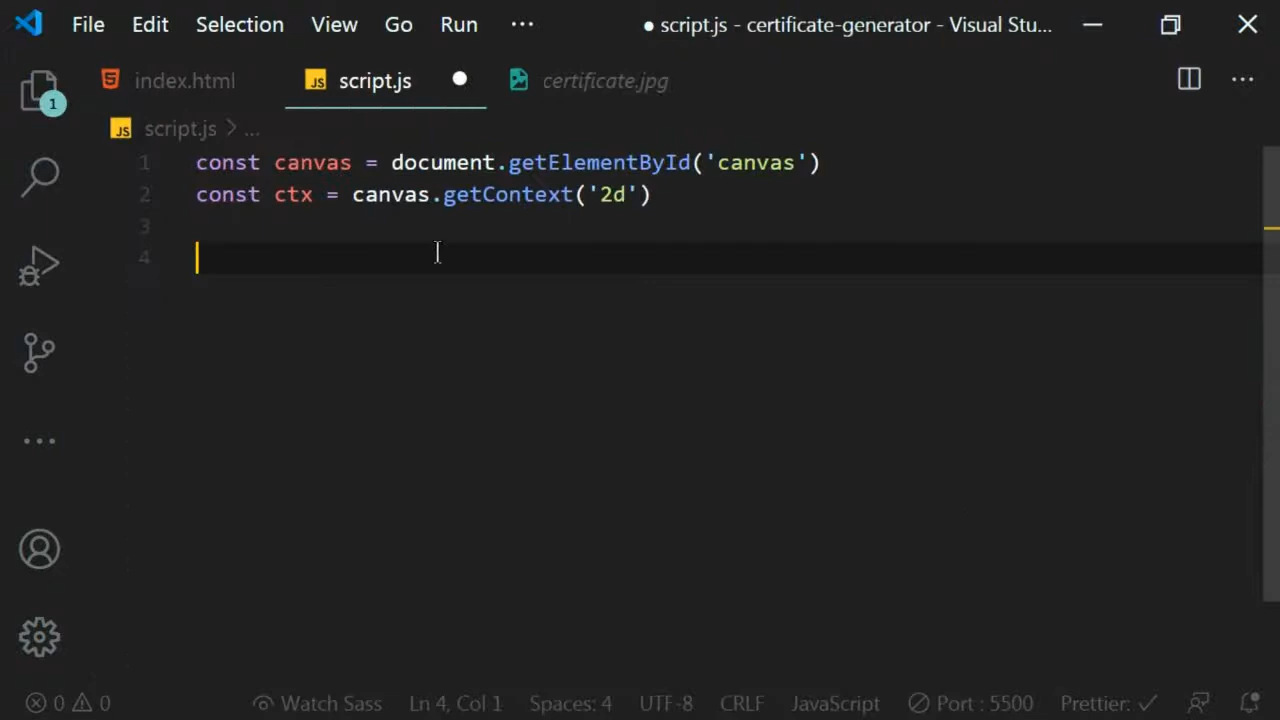 File Edit Selection View Go Run ··· ● script.js - certificate-generator - Visual Stu...
index.html JS script.js ● certificate.jpg ···
JS script.js > ...
1 const canvas = document.getElementById('canvas')
2 const ctx = canvas.getContext('2d')
3
4
1
0 0 Watch Sass Ln 4, Col 1 Spaces: 4 UTF-8 CRLF JavaScript Port : 5500 Prettier: ✓